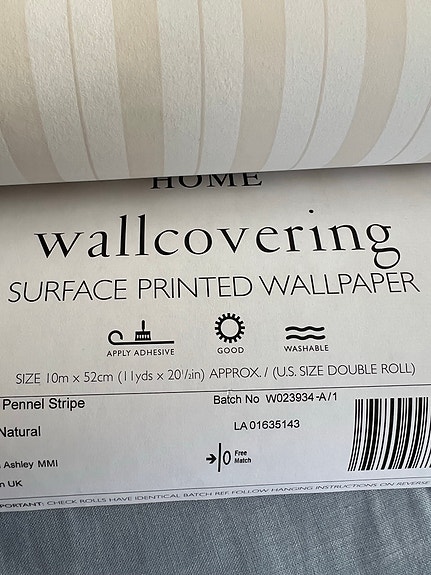 HOME
wallcovering
SURFACE PRINTED WALLPAPER
APPLY ADHESIVE GOOD WASHABLE
SIZE 10m x 52cm (11yds x 20½in) APPROX. / (U.S. SIZE DOUBLE ROLL)
Pennel Stripe Batch No W023934-A/1
Natural LA01635143
Ashley MMI
→|0 Free Match
n UK
PORTANT: CHECK ROLLS HAVE IDENTICAL BATCH REF. FOLLOW HANGING INSTRUCTIONS ON REVERSE